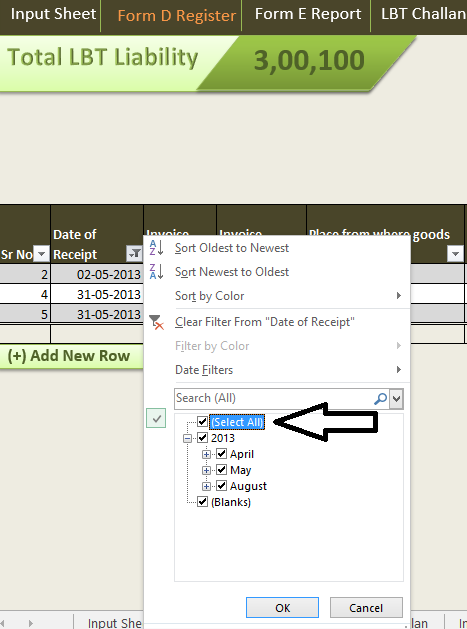 Input Sheet Form D Register Form E Report LBT Challan
Total LBT Liability 3,00,100
Date of Invoice Invoice Place from where goods
Sr No Receipt
2 02-05-2013
4 31-05-2013
5 31-05-2013
(+) Add New Row
Sort Oldest to Newest
Sort Newest to Oldest
Sort by Color
Clear Filter From "Date of Receipt"
Filter by Color
Date Filters
Search (All)
(Select All)
2013
April
May
August
(Blanks)
OK Cancel
Input She lan In